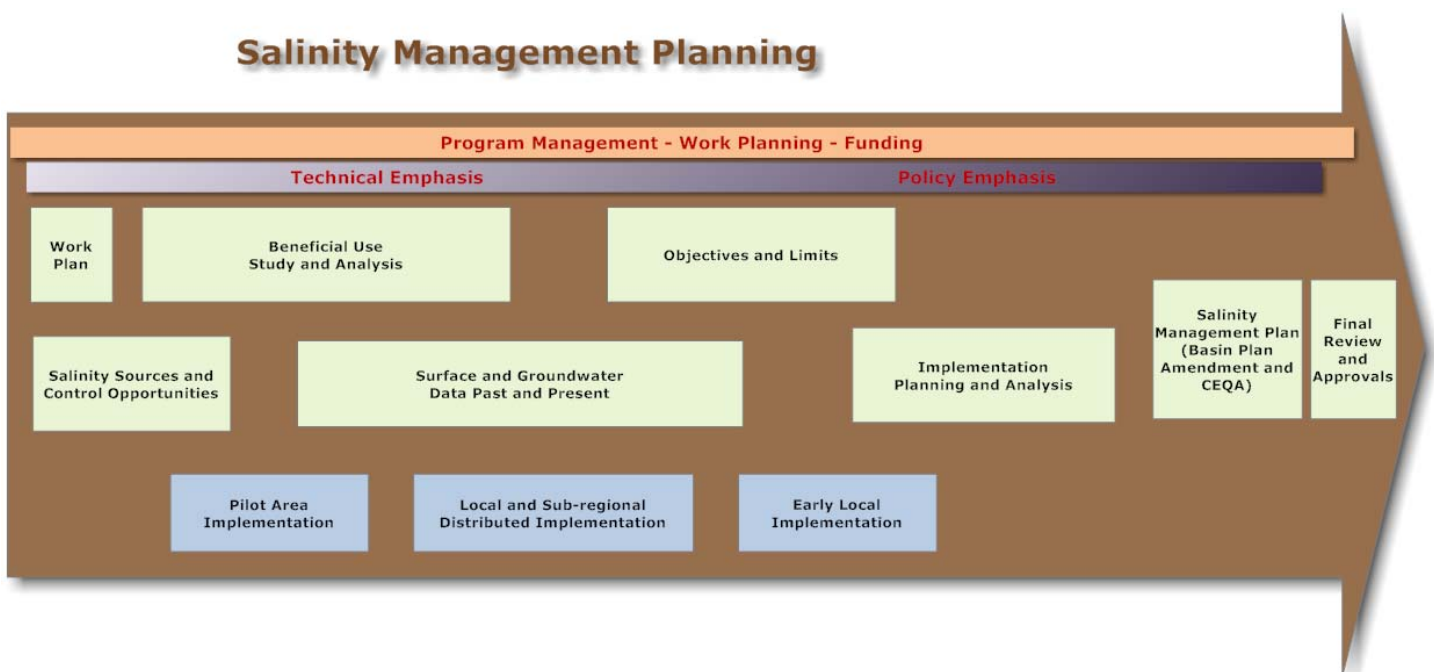 Salinity Management Planning
Program Management - Work Planning - Funding
Technical Emphasis
Policy Emphasis
Work
Plan
Beneficial Use
Study and Analysis
Objectives and Limits
Salinity Sources and
Control Opportunities
Surface and Groundwater
Data Past and Present
Implementation
Planning and Analysis
Salinity
Management Plan
(Basin Plan
Amendment and
CEQA)
Final
Review
and
Approvals
Pilot Area
Implementation
Local and Sub-regional
Distributed Implementation
Early Local
Implementation